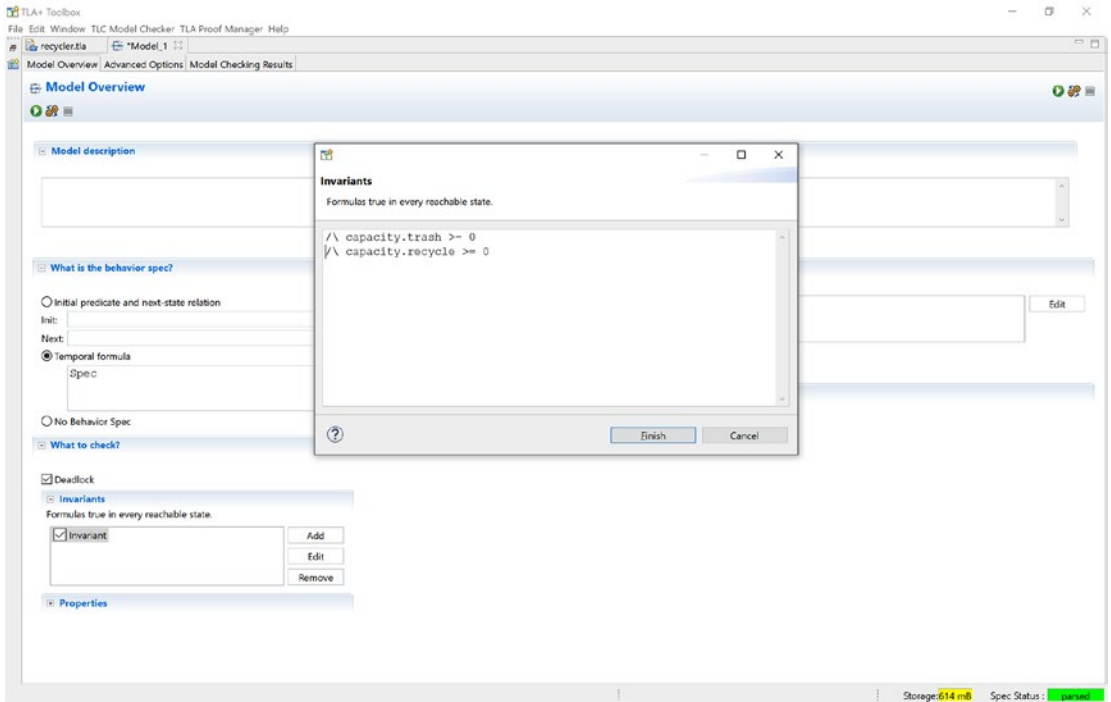 TLA+ Toolbox
File Edit Window TLC Model Checker TLA Proof Manager Help
recycler.tla *Model_1
Model Overview Advanced Options Model Checking Results
Model Overview
Model description
Invariants
Formulas true in every reachable state.
/\ capacity.trash >= 0
/\ capacity.recycle >= 0
What is the behavior spec?
Initial predicate and next-state relation
Init:
Next:
Temporal formula
Spec
No Behavior Spec
Edit
Finish Cancel
What to check?
Deadlock
Invariants
Formulas true in every reachable state.
Invariant
Add
Edit
Remove
Properties
Storage:614 mB Spec Status : parsed